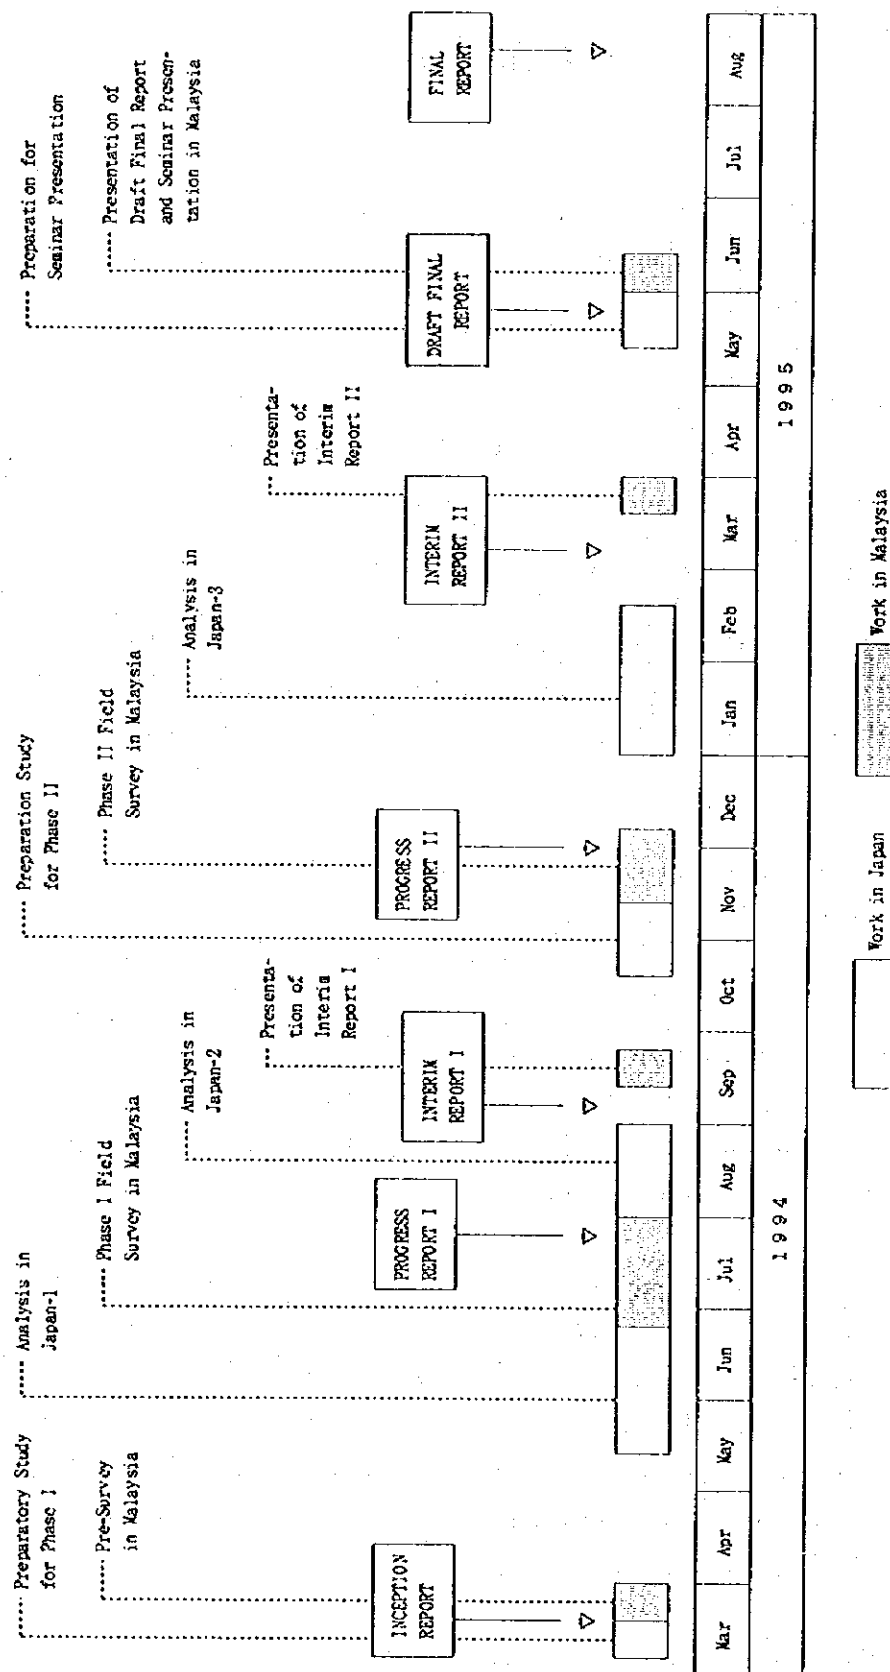 ····· Preparatory Study
for Phase I
····· Pre-Survey
in Malaysia
····· Analysis in
Japan-1
····· Phase I Field
Survey in Malaysia
····· Analysis in
Japan-2
··· Presenta-
tion of
Interim
Report I
····· Preparation Study
for Phase II
····· Phase II Field
Survey in Malaysia
····· Analysis in
Japan-3
··· Presenta-
tion of
Interim
Report II
····· Preparation for
Seminar Presentation
····· Presentation of
Draft Final Report
and Seminar Presen-
tation in Malaysia
INCEPTION
REPORT
PROGRESS
REPORT I
INTERIM
REPORT I
PROGRESS
REPORT II
INTERIM
REPORT II
DRAFT FINAL
REPORT
FINAL
REPORT
Mar Apr May Jun Jul Aug Sep Oct Nov Dec Jan Feb Mar Apr May Jun Jul Aug
1994 1995
Work in Japan
Work in Malaysia